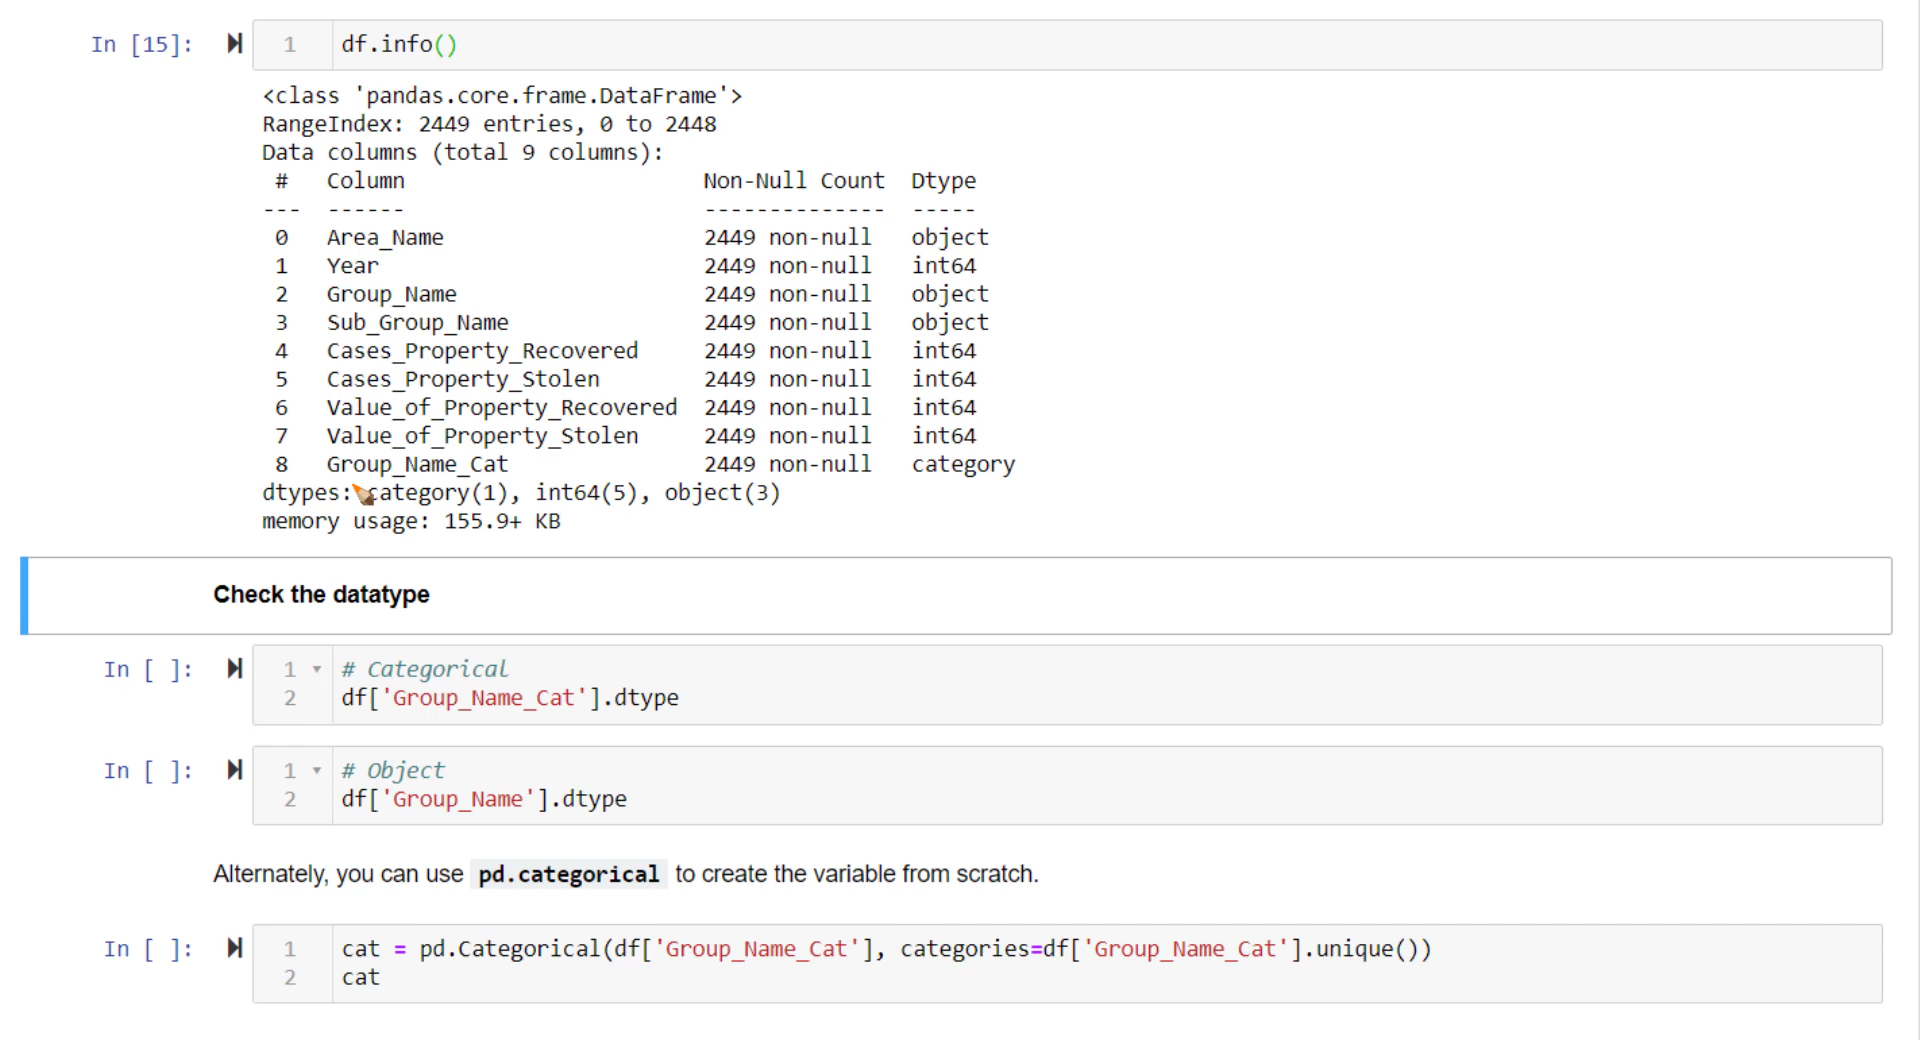 In [15]: 1 df.info()
<class 'pandas.core.frame.DataFrame'>
RangeIndex: 2449 entries, 0 to 2448
Data columns (total 9 columns):
 #   Column                       Non-Null Count  Dtype
---  ------                       --------------  -----
 0   Area_Name                    2449 non-null   object
 1   Year                         2449 non-null   int64
 2   Group_Name                   2449 non-null   object
 3   Sub_Group_Name               2449 non-null   object
 4   Cases_Property_Recovered     2449 non-null   int64
 5   Cases_Property_Stolen        2449 non-null   int64
 6   Value_of_Property_Recovered  2449 non-null   int64
 7   Value_of_Property_Stolen     2449 non-null   int64
 8   Group_Name_Cat               2449 non-null   category
dtypes: category(1), int64(5), object(3)
memory usage: 155.9+ KB
Check the datatype
In [ ]: 1 # Categorical
2 df['Group_Name_Cat'].dtype
In [ ]: 1 # Object
2 df['Group_Name'].dtype
Alternately, you can use pd.categorical to create the variable from scratch.
In [ ]: 1 cat = pd.Categorical(df['Group_Name_Cat'], categories=df['Group_Name_Cat'].unique())
2 cat